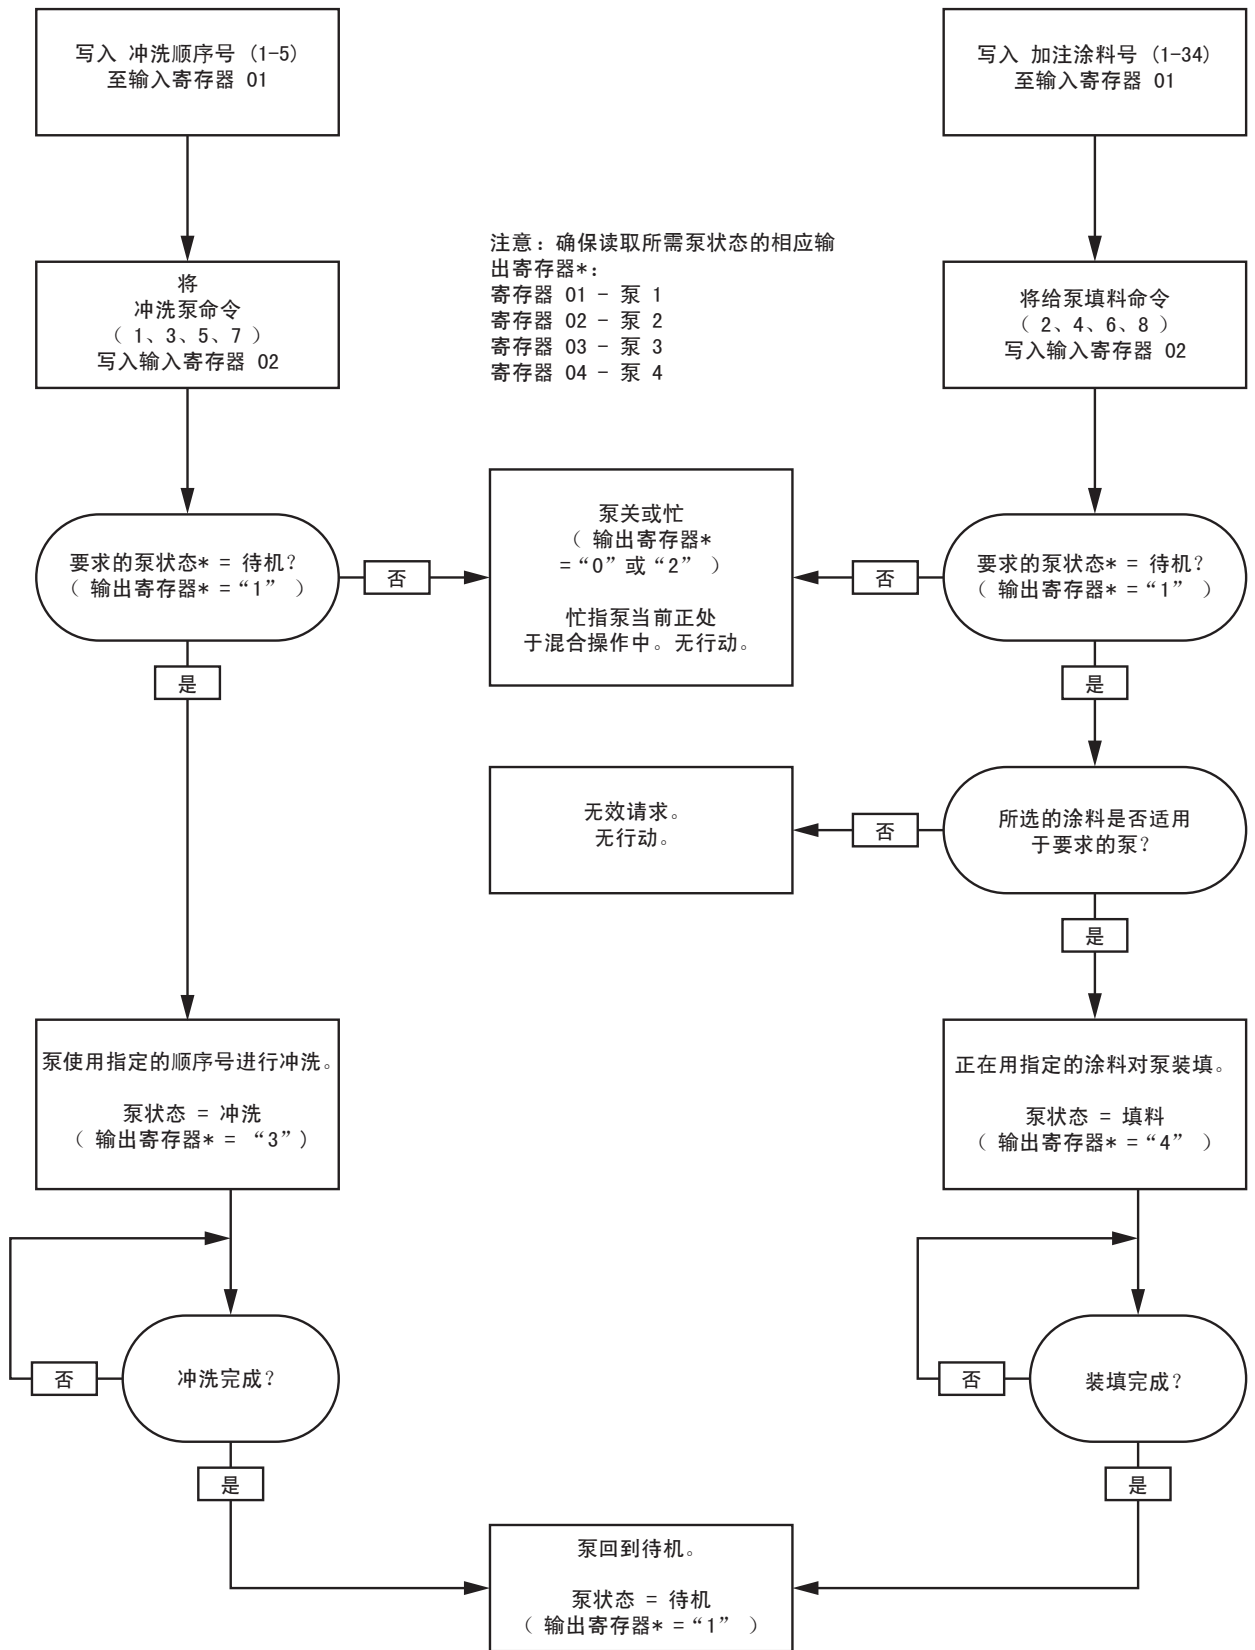 写入 冲洗顺序号 (1-5)
至输入寄存器 01
写入 加注涂料号 (1-34)
至输入寄存器 01
注意：确保读取所需泵状态的相应输
出寄存器*：
寄存器 01 - 泵 1
寄存器 02 - 泵 2
寄存器 03 - 泵 3
寄存器 04 - 泵 4
将
冲洗泵命令
（ 1、3、5、7 ）
写入输入寄存器 02
将给泵填料命令
（ 2、4、6、8 ）
写入输入寄存器 02
要求的泵状态* = 待机？
（ 输出寄存器* =“1” ）
否
泵关或忙
（ 输出寄存器*
=“0”或“2” ）
忙指泵当前正处
于混合操作中。无行动。
否
要求的泵状态* = 待机？
（ 输出寄存器* =“1” ）
是
是
无效请求。
无行动。
否
所选的涂料是否适用
于要求的泵？
是
泵使用指定的顺序号进行冲洗。
泵状态 = 冲洗
（ 输出寄存器* = “3”）
正在用指定的涂料对泵装填。
泵状态 = 填料
（ 输出寄存器* =“4” ）
否
冲洗完成？
否
装填完成？
是
是
泵回到待机。
泵状态 = 待机
（ 输出寄存器* =“1” ）